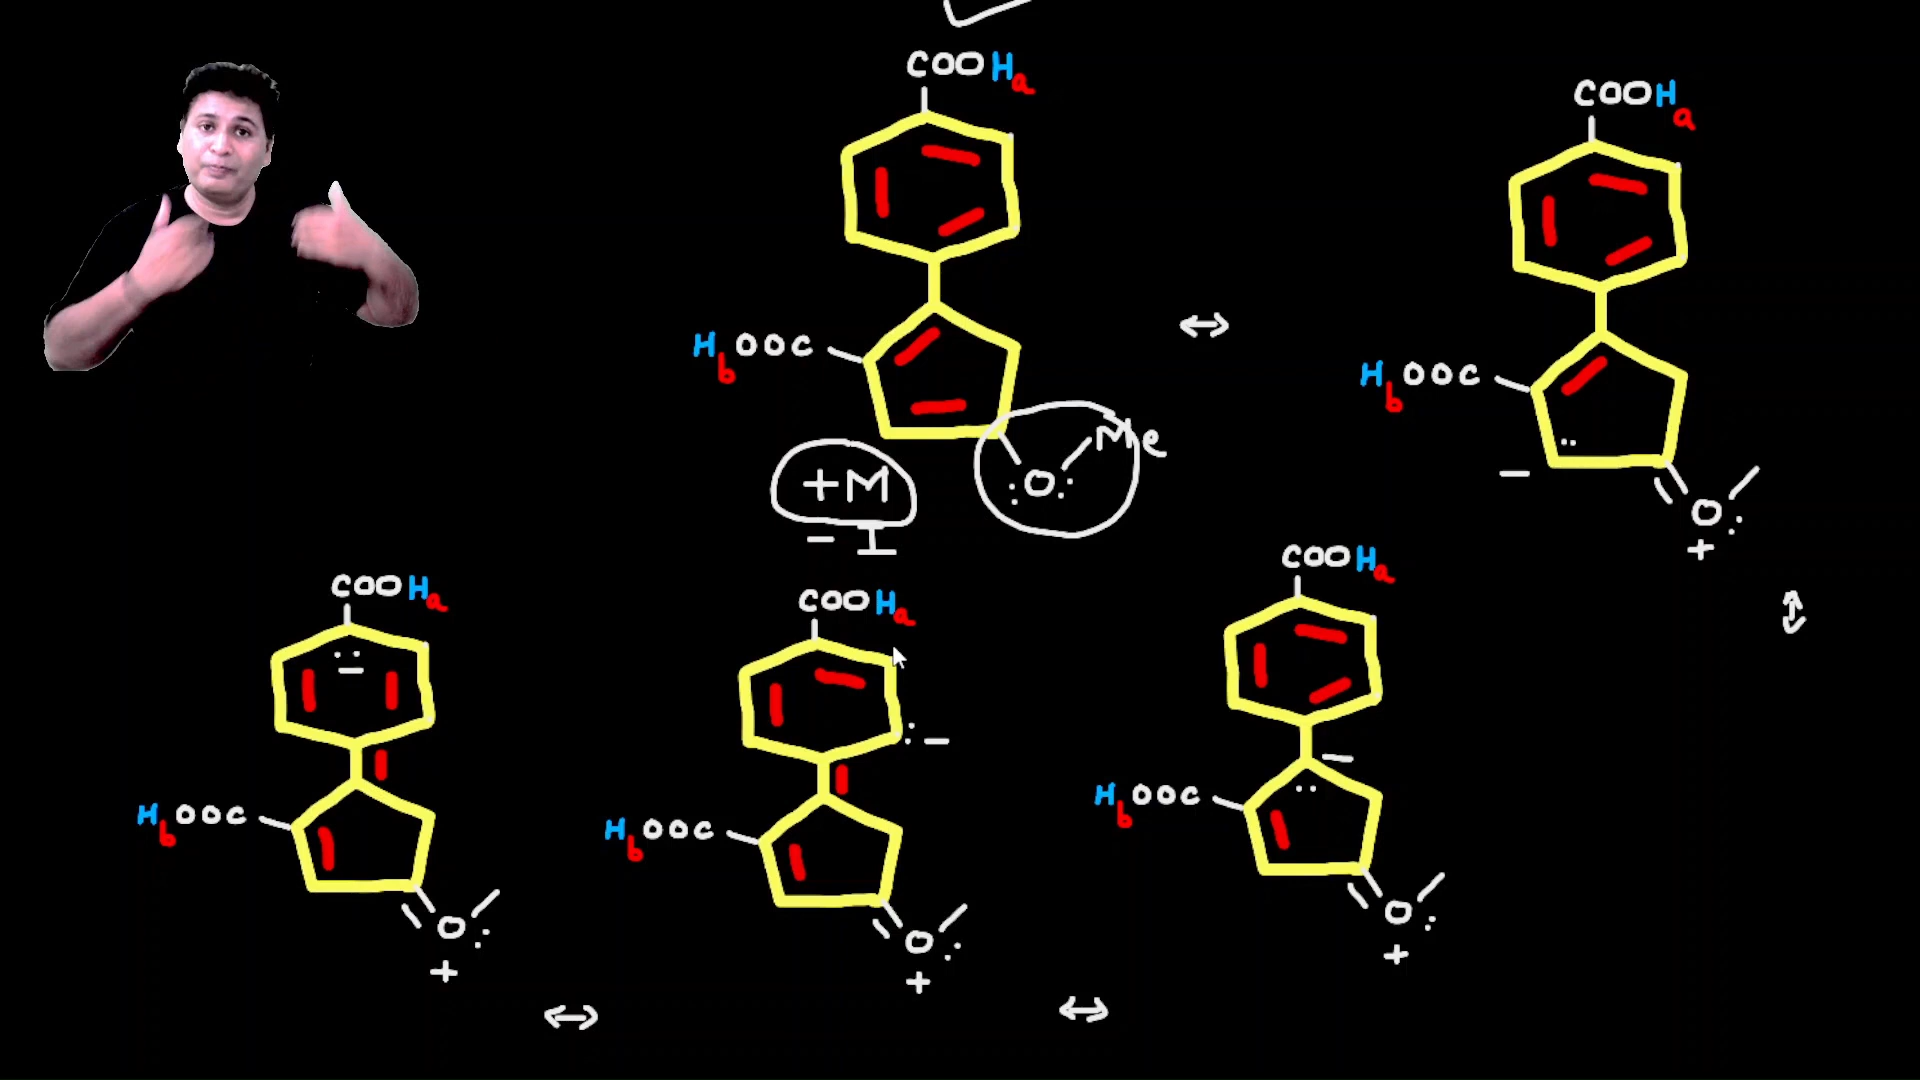 COOHa
COOHa
HbOOC
HbOOC
Me
:O:
+M
- I
-
O:
+
COOHa
COOHa
COOHa
-
:-
-
HbOOC
HbOOC
HbOOC
O:
+
O:
+
O:
+